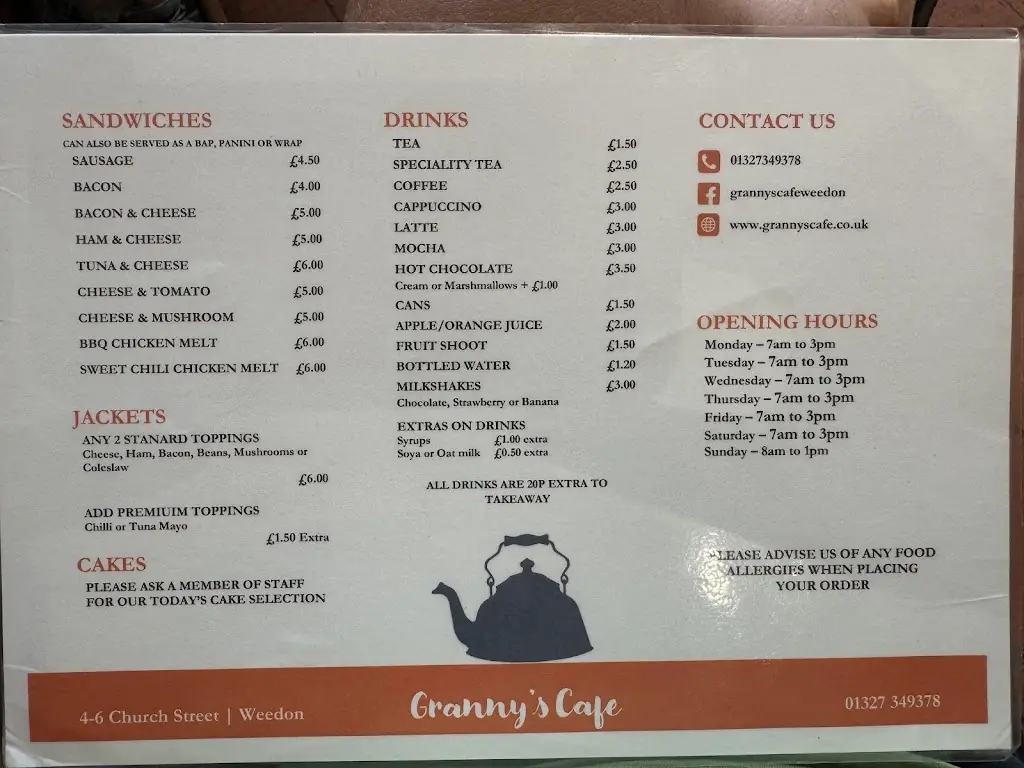 SANDWICHES
CAN ALSO BE SERVED AS A BAP, PANINI OR WRAP
SAUSAGE £4.50
BACON £4.00
BACON & CHEESE £5.00
HAM & CHEESE £5.00
TUNA & CHEESE £6.00
CHEESE & TOMATO £5.00
CHEESE & MUSHROOM £5.00
BBQ CHICKEN MELT £6.00
SWEET CHILI CHICKEN MELT £6.00
JACKETS
ANY 2 STANARD TOPPINGS
Cheese, Ham, Bacon, Beans, Mushrooms or
Coleslaw
£6.00
ADD PREMIUIM TOPPINGS
Chilli or Tuna Mayo
£1.50 Extra
CAKES
PLEASE ASK A MEMBER OF STAFF
FOR OUR TODAY'S CAKE SELECTION
DRINKS
TEA £1.50
SPECIALITY TEA £2.50
COFFEE £2.50
CAPPUCCINO £3.00
LATTE £3.00
MOCHA £3.00
HOT CHOCOLATE £3.50
Cream or Marshmallows + £1.00
CANS £1.50
APPLE/ORANGE JUICE £2.00
FRUIT SHOOT £1.50
BOTTLED WATER £1.20
MILKSHAKES £3.00
Chocolate, Strawberry or Banana
EXTRAS ON DRINKS
Syrups £1.00 extra
Soya or Oat milk £0.50 extra
ALL DRINKS ARE 20P EXTRA TO
TAKEAWAY
CONTACT US
01327349378
grannyscafeweedon
www.grannyscafe.co.uk
OPENING HOURS
Monday – 7am to 3pm
Tuesday – 7am to 3pm
Wednesday – 7am to 3pm
Thursday – 7am to 3pm
Friday – 7am to 3pm
Saturday – 7am to 3pm
Sunday – 8am to 1pm
PLEASE ADVISE US OF ANY FOOD
ALLERGIES WHEN PLACING
YOUR ORDER
4-6 Church Street | Weedon
Granny's Cafe
01327 349378